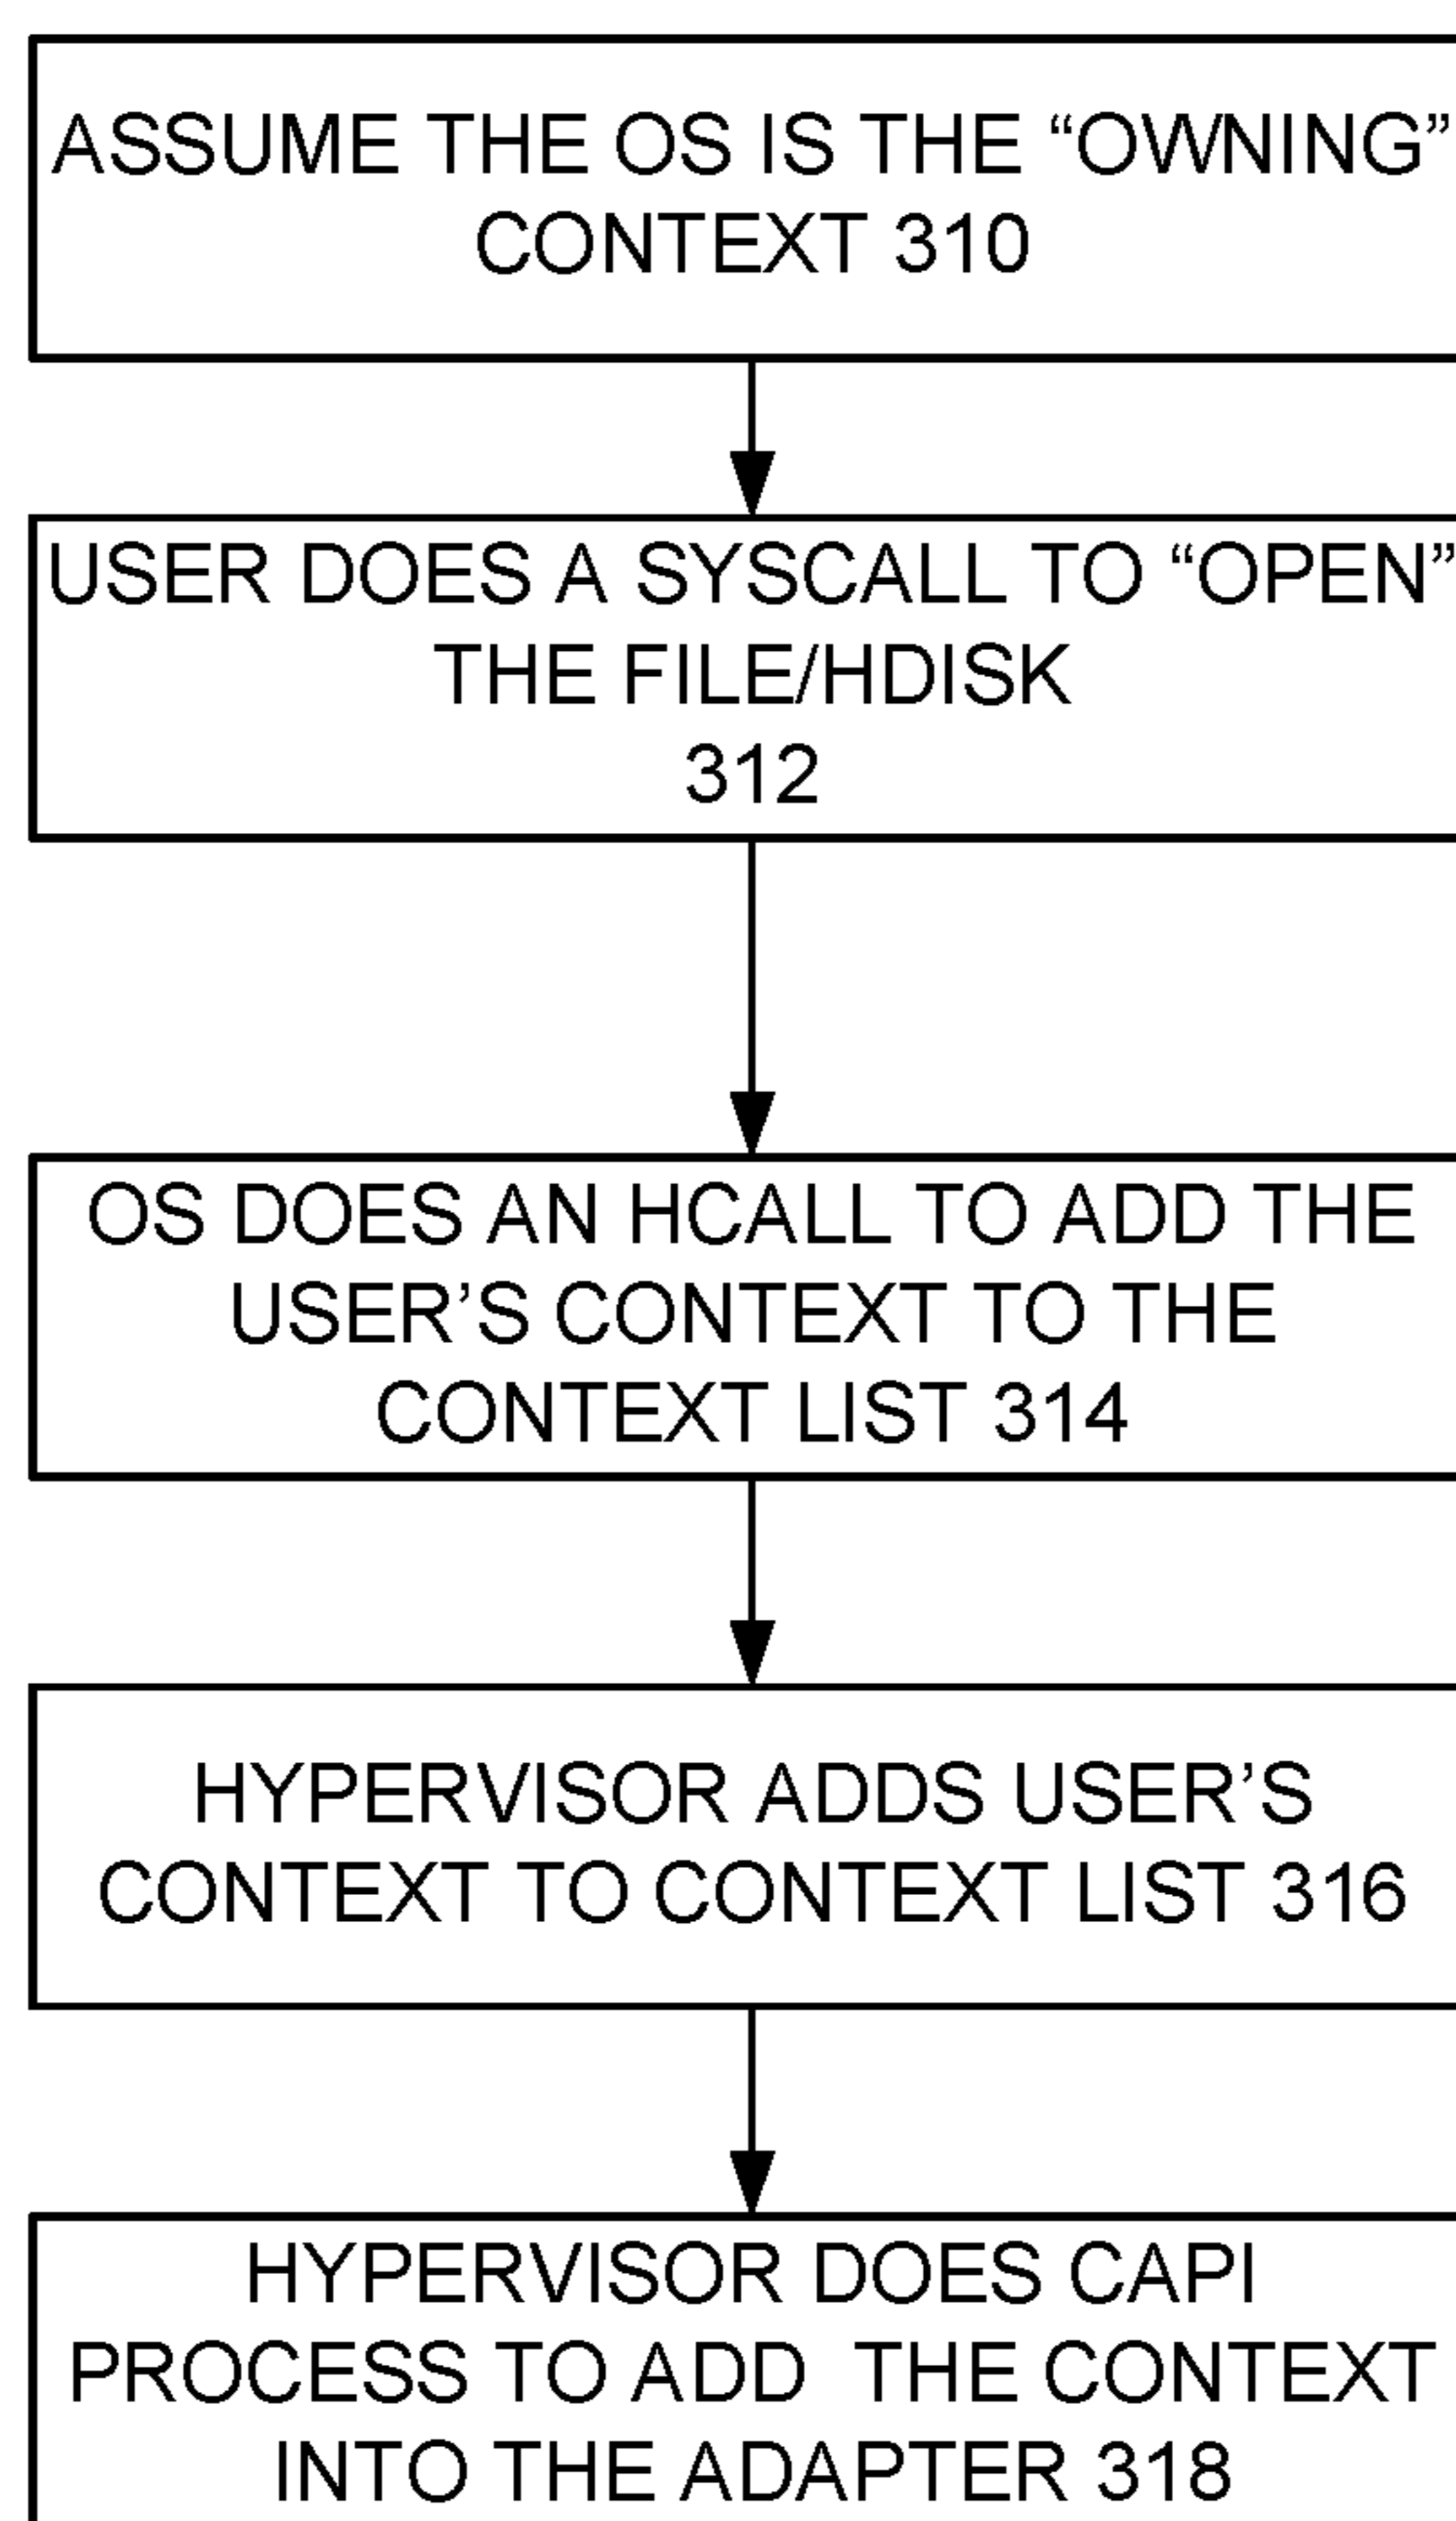 ASSUME THE OS IS THE “OWNING”
CONTEXT 310
USER DOES A SYSCALL TO “OPEN”
THE FILE/HDISK
312
OS DOES AN HCALL TO ADD THE
USER’S CONTEXT TO THE
CONTEXT LIST 314
HYPERVISOR ADDS USER’S
CONTEXT TO CONTEXT LIST 316
HYPERVISOR DOES CAPI
PROCESS TO ADD THE CONTEXT
INTO THE ADAPTER 318